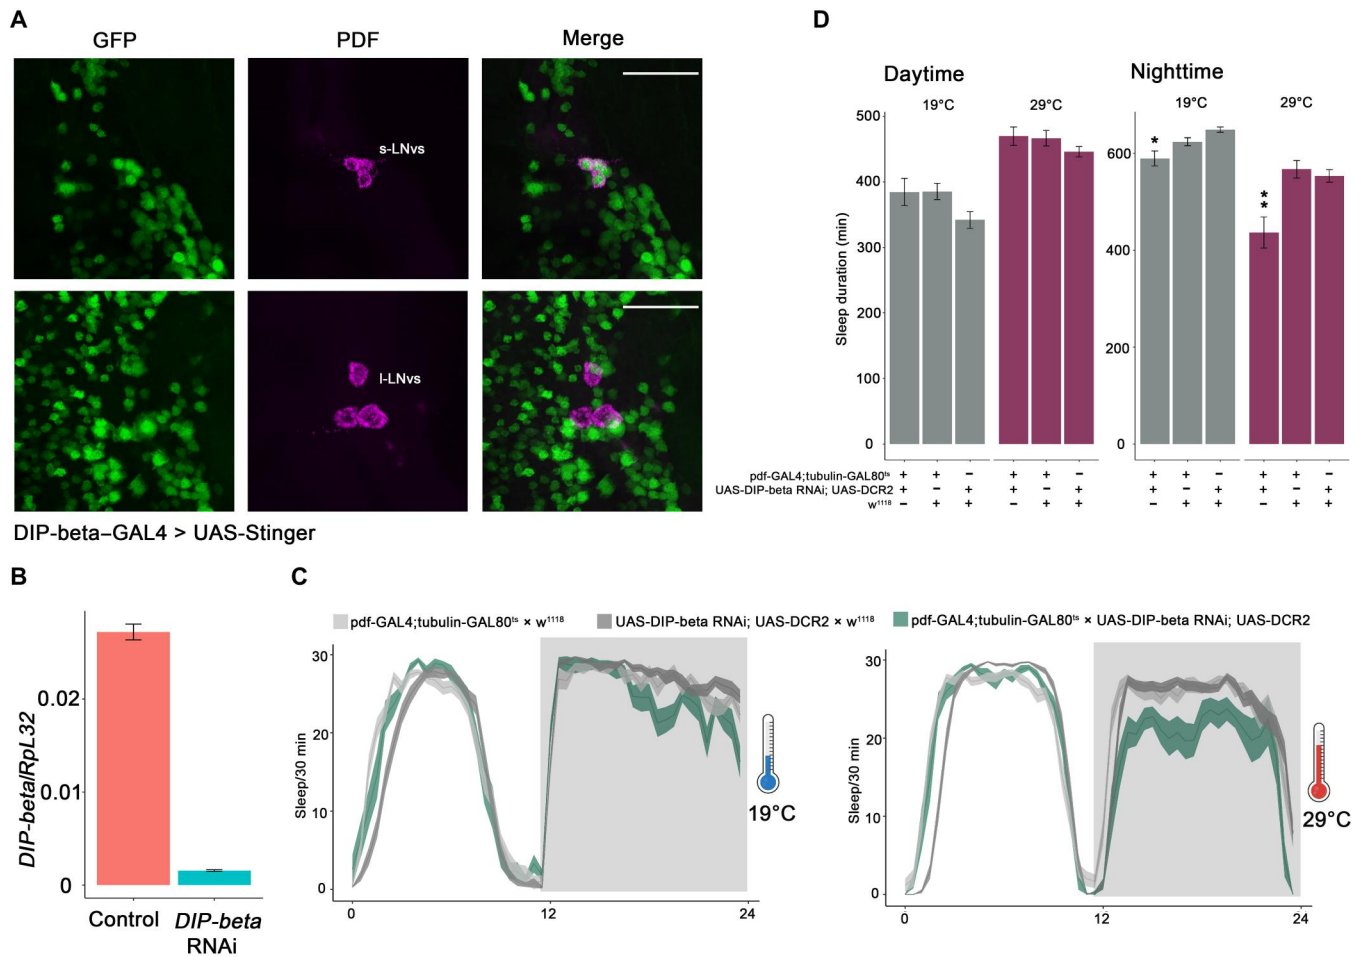 A
GFP
PDF
Merge
s-LNvs
l-LNvs
DIP-beta–GAL4 > UAS-Stinger
D
Daytime
Nighttime
19°C
29°C
19°C
29°C
Sleep duration (min)
500
400
300
200
100
0
*
**
600
400
200
0
pdf-GAL4;tubulin-GAL80ts + + – + + – + + – + + –
UAS-DIP-beta RNAi; UAS-DCR2 + – + + – + + – + + – +
w1118 – + + – + + – + + – + +
B
DIP-beta/RpL32
0.02
0.01
0
Control
DIP-beta
RNAi
C
pdf-GAL4;tubulin-GAL80ts × w1118
UAS-DIP-beta RNAi; UAS-DCR2 × w1118
pdf-GAL4;tubulin-GAL80ts × UAS-DIP-beta RNAi; UAS-DCR2
Sleep/30 min
30
20
10
0
0
12
24
19°C
Sleep/30 min
30
20
10
0
0
12
24
29°C